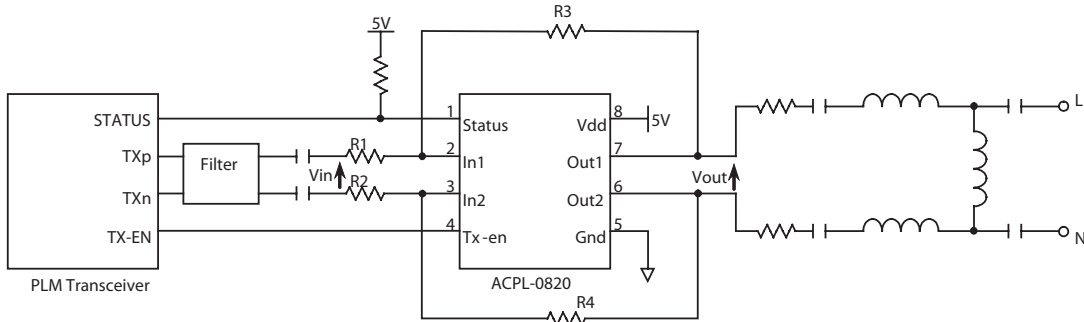 5V
R3
STATUS
1
Status
8
Vdd
5V
L
TXp
Filter
R1
2
In1
7
Out1
Vin
Vout
TXn
R2
3
In2
6
Out2
TX-EN
4
Tx-en
5
Gnd
N
PLM Transceiver
ACPL-0820
R4